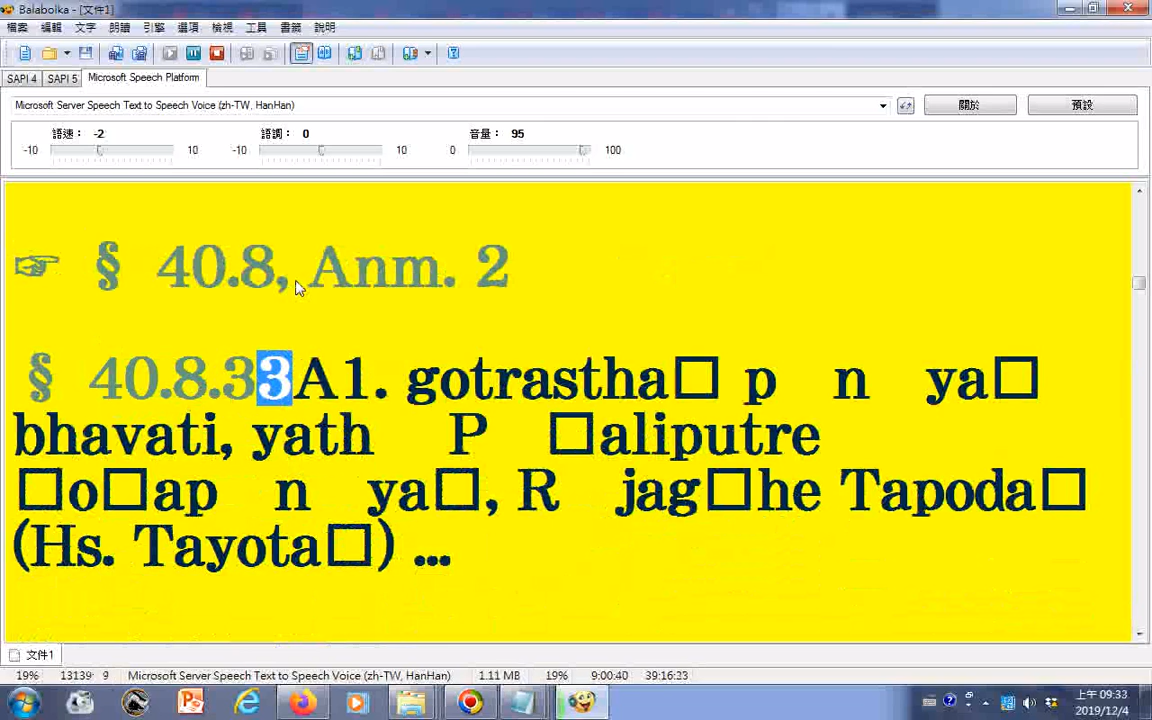 Balabolka - [文件1]
檔案 編輯 文字 朗讀 引擎 選項 檢視 工具 書籤 說明
SAPI 4 SAPI 5 Microsoft Speech Platform
Microsoft Server Speech Text to Speech Voice (zh-TW, HanHan) 關於 預設
語速： -2 語調： 0 音量： 95
-10 10 -10 10 0 100
☞ § 40.8, Anm. 2
§ 40.8.33A1. gotrastha□ p n ya□
bhavati, yath P □aliputre
□o□ap n ya□, R jag□he Tapoda□
(Hs. Tayota□) ...
文件1
19% 13139 9 Microsoft Server Speech Text to Speech Voice (zh-TW, HanHan) 1.11 MB 19% 9:00:40 39:16:23
上午 09:33
2019/12/4